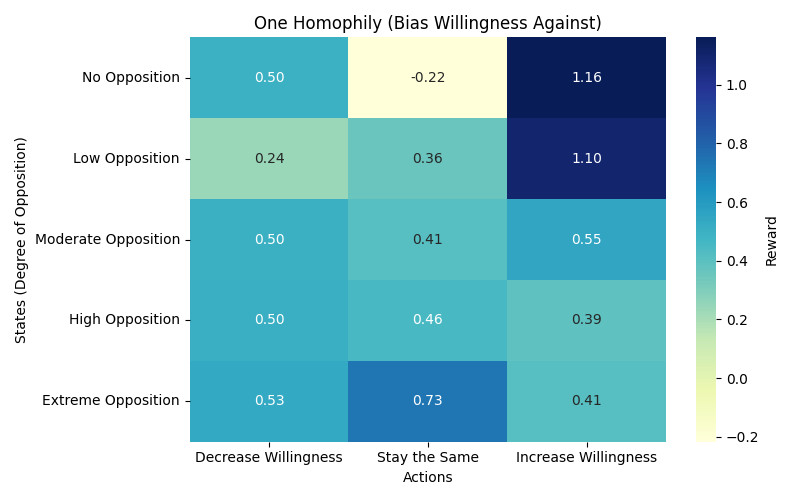 One Homophily (Bias Willingness Against)
No Opposition 0.50 -0.22 1.16
Low Opposition 0.24 0.36 1.10
Moderate Opposition 0.50 0.41 0.55
High Opposition 0.50 0.46 0.39
Extreme Opposition 0.53 0.73 0.41
Decrease Willingness Stay the Same Increase Willingness
Actions
States (Degree of Opposition)
1.0
0.8
0.6
0.4
0.2
0.0
−0.2
Reward